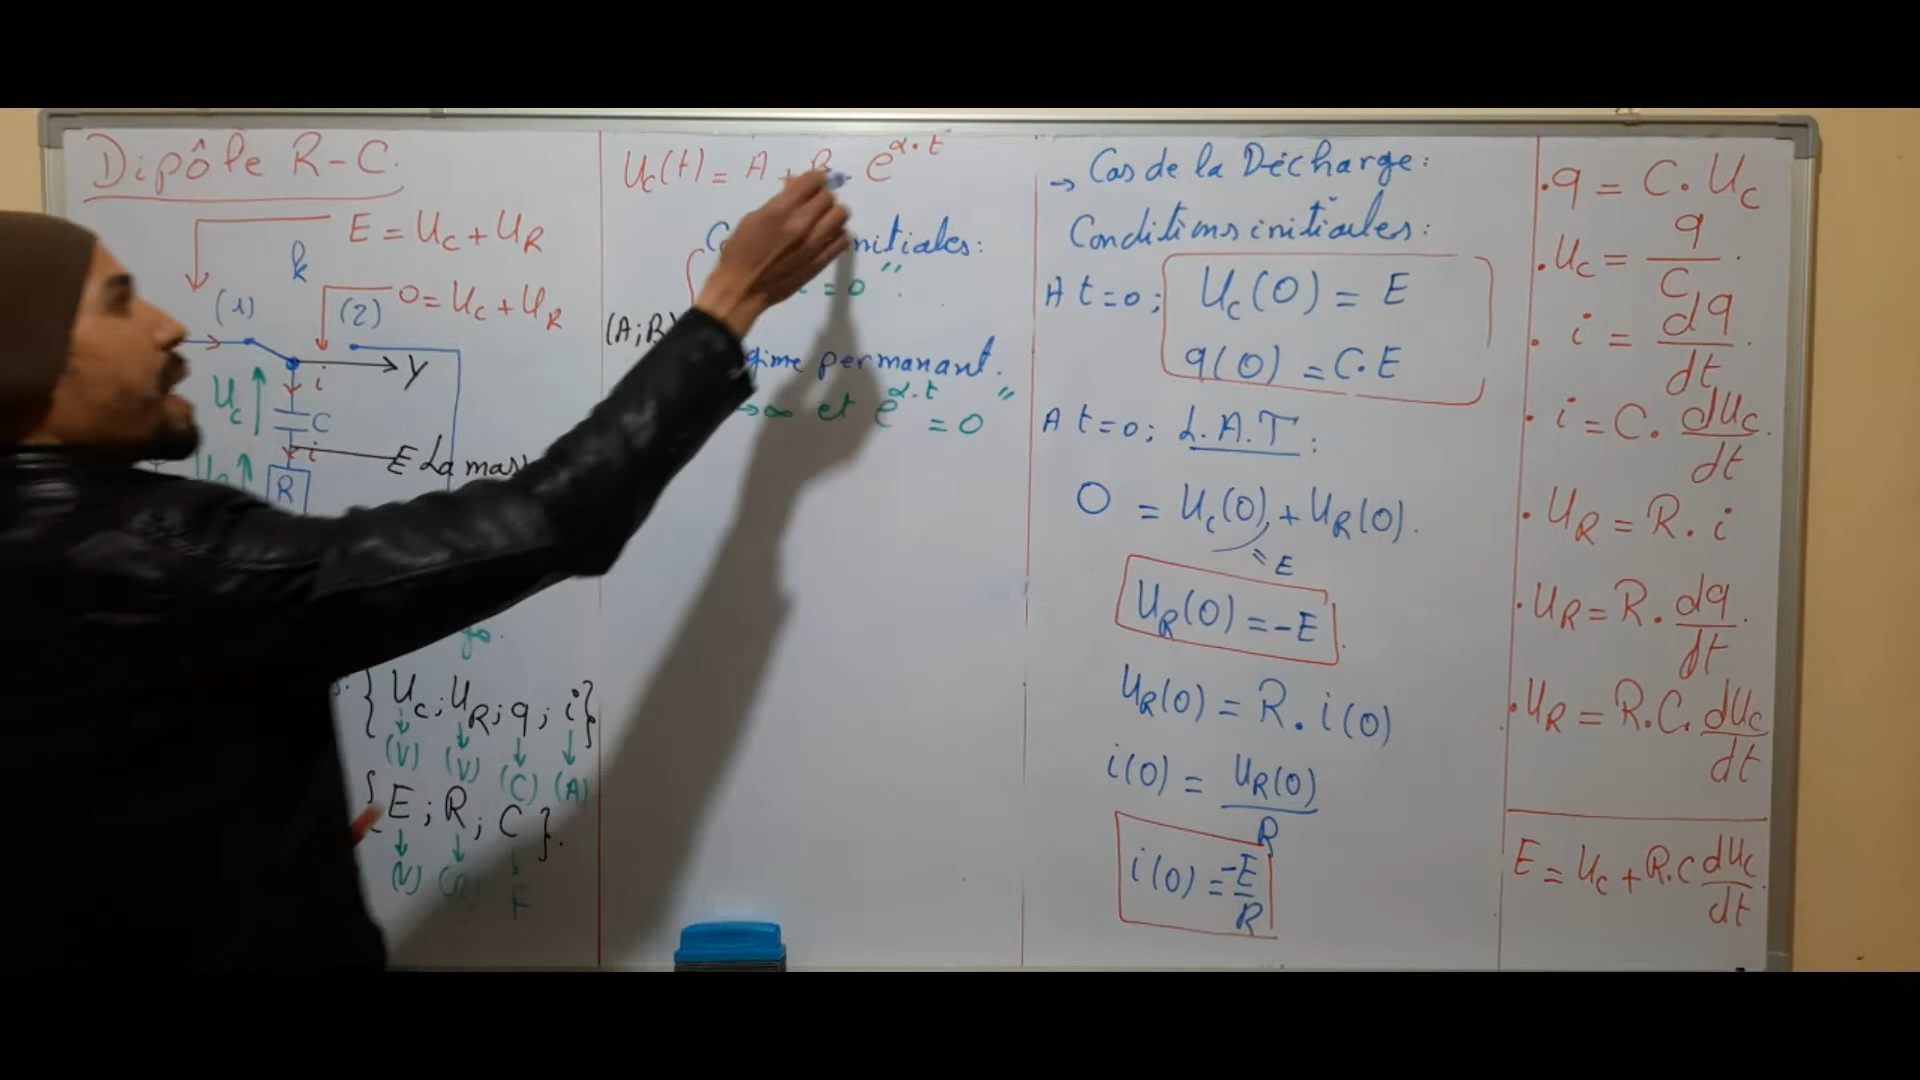 Dipôle R-C.
E = Uc + UR
k
0 = Uc + UR
(1)
(2)
Y
i
Uc
C
i
E La mas
R
{Uc; UR; q; i}
(V) (V) (C) (A)
{E; R; C}.
(V)
F
Uc(t) = A + B e^α.t
nitiales:
= 0 ".
(A;B)
gime permanant.
→∞ et e^α.t = 0 "
→ Cas de la Décharge:
Conditions initiales:
A t=0; Uc(0) = E
q(0) = C.E
A t=0; L.A.T:
0 = Uc(0) + UR(0).
= E
UR(0) = -E.
UR(0) = R.i(0)
i(0) = UR(0)/R
i(0) = -E/R
.q = C.Uc
.Uc = q/C.
. i = dq/dt.
. i = C. dUc/dt.
. UR = R. i
. UR = R. dq/dt.
. UR = R.C. dUc/dt
E = Uc + R.C dUc/dt.